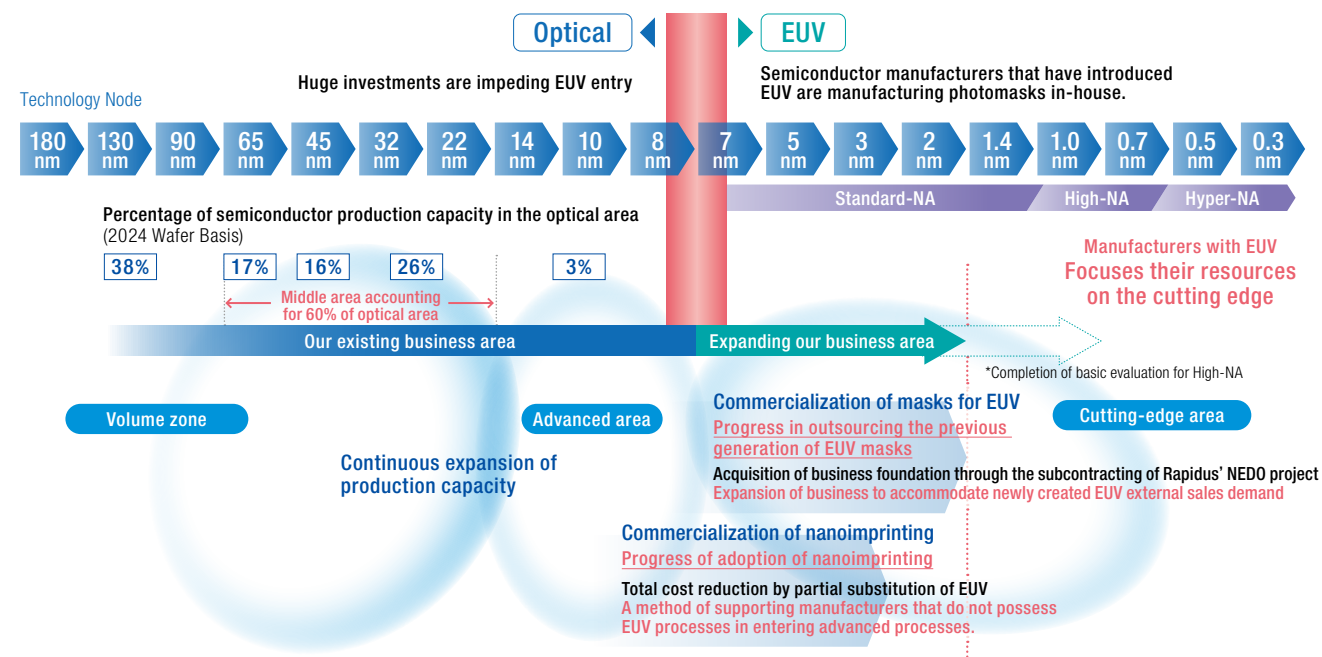 Optical
EUV
Huge investments are impeding EUV entry
Semiconductor manufacturers that have introduced
EUV are manufacturing photomasks in-house.
Technology Node
180 nm
130 nm
90 nm
65 nm
45 nm
32 nm
22 nm
14 nm
10 nm
8 nm
7 nm
5 nm
3 nm
2 nm
1.4 nm
1.0 nm
0.7 nm
0.5 nm
0.3 nm
Standard-NA
High-NA
Hyper-NA
Percentage of semiconductor production capacity in the optical area
(2024 Wafer Basis)
38%
17%
16%
26%
3%
Middle area accounting
for 60% of optical area
Manufacturers with EUV
Focuses their resources
on the cutting edge
Our existing business area
Expanding our business area
*Completion of basic evaluation for High-NA
Volume zone
Advanced area
Cutting-edge area
Continuous expansion of
production capacity
Commercialization of masks for EUV
Progress in outsourcing the previous
generation of EUV masks
Acquisition of business foundation through the subcontracting of Rapidus' NEDO project
Expansion of business to accommodate newly created EUV external sales demand
Commercialization of nanoimprinting
Progress of adoption of nanoimprinting
Total cost reduction by partial substitution of EUV
A method of supporting manufacturers that do not possess
EUV processes in entering advanced processes.